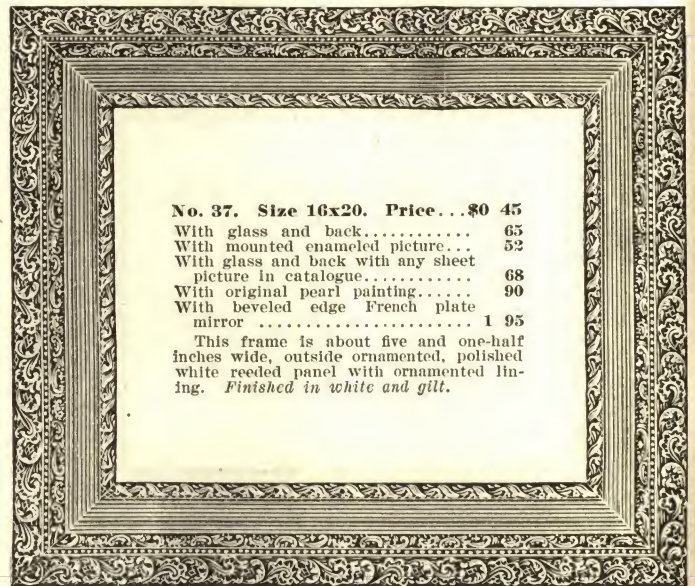 No. 37. Size 16x20. Price...$0 45
With glass and back............ 65
With mounted enameled picture... 52
With glass and back with any sheet
picture in catalogue............ 68
With original pearl painting...... 90
With beveled edge French plate
mirror ........................ 1 95
This frame is about five and one-half
inches wide, outside ornamented, polished
white reeded panel with ornamented lin-
ing. Finished in white and gilt.